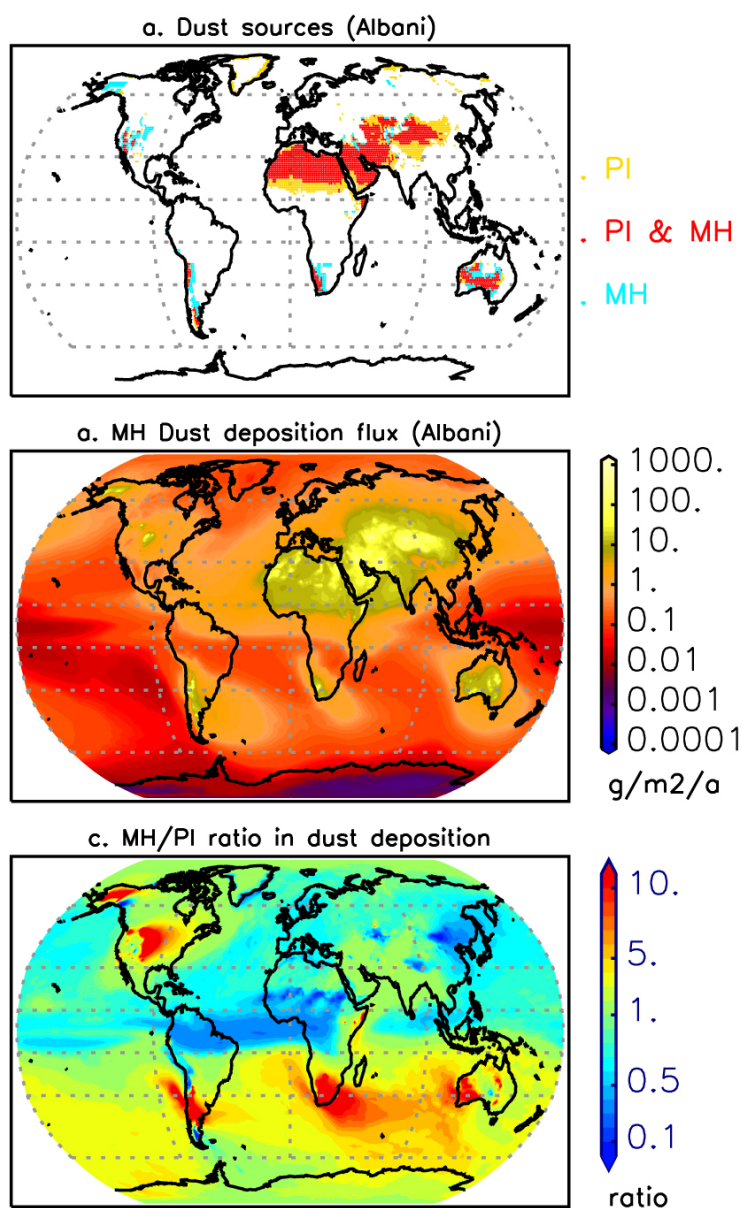 a. Dust sources (Albani)
. PI
. PI & MH
. MH
a. MH Dust deposition flux (Albani)
1000.
100.
10.
1.
0.1
0.01
0.001
0.0001
g/m2/a
c. MH/PI ratio in dust deposition
10.
5.
1.
0.5
0.1
ratio